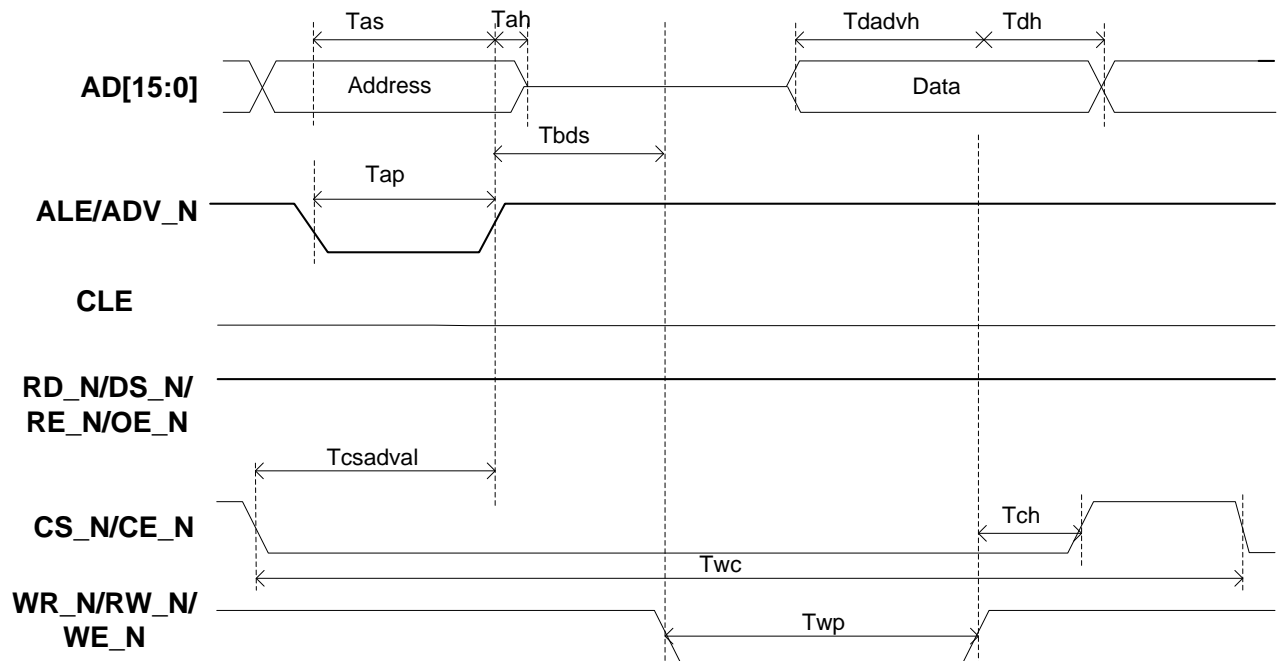 Tas
Tah
Tdadvh
Tdh
AD[15:0]
Address
Data
Tbds
Tap
ALE/ADV_N
CLE
RD_N/DS_N/
RE_N/OE_N
Tcsadval
CS_N/CE_N
Tch
Twc
WR_N/RW_N/
WE_N
Twp